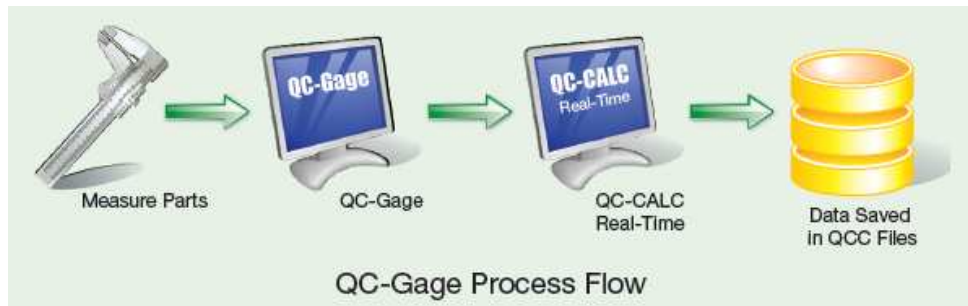 QC-Gage
QC-CALC
Real-Time
Measure Parts
QC-Gage
QC-CALC
Real-Time
Data Saved
in QCC Files
QC-Gage Process Flow